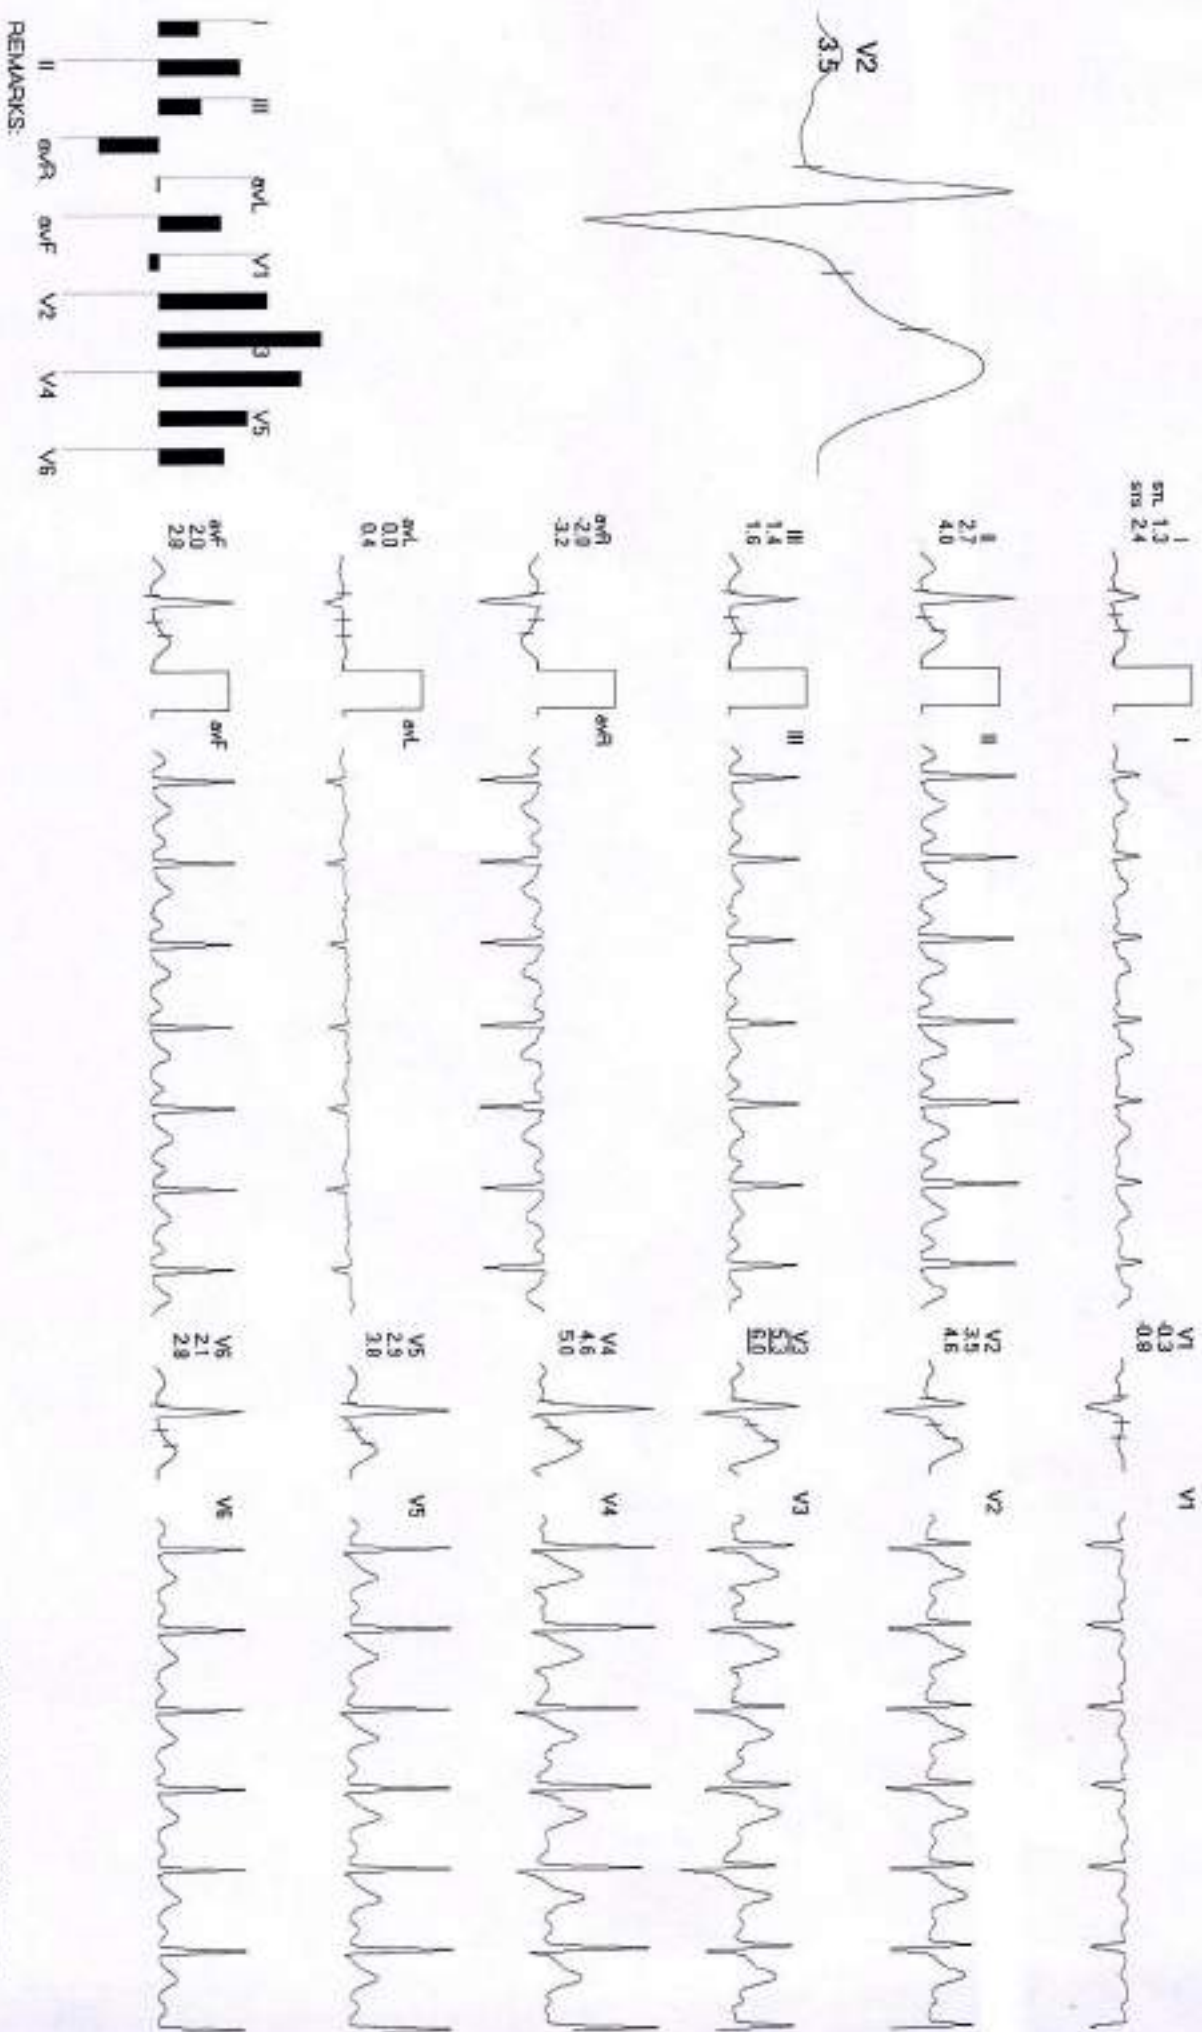 V2
3.5
I
STL 1.3
STS 2.4
II
2.7
4.0
III
1.4
1.6
avR
-2.9
-3.2
avL
0.0
0.4
avF
2.0
2.8
I
II
III
avR
avL
avF
V1
-0.3
-0.8
V2
3.5
4.6
V3
5.3
6.0
V4
4.6
5.0
V5
2.9
3.8
V6
2.1
2.8
V1
V2
V3
V4
V5
V6
I
II
III
avR
avL
avF
V1
V2
3
V4
V5
V6
REMARKS: